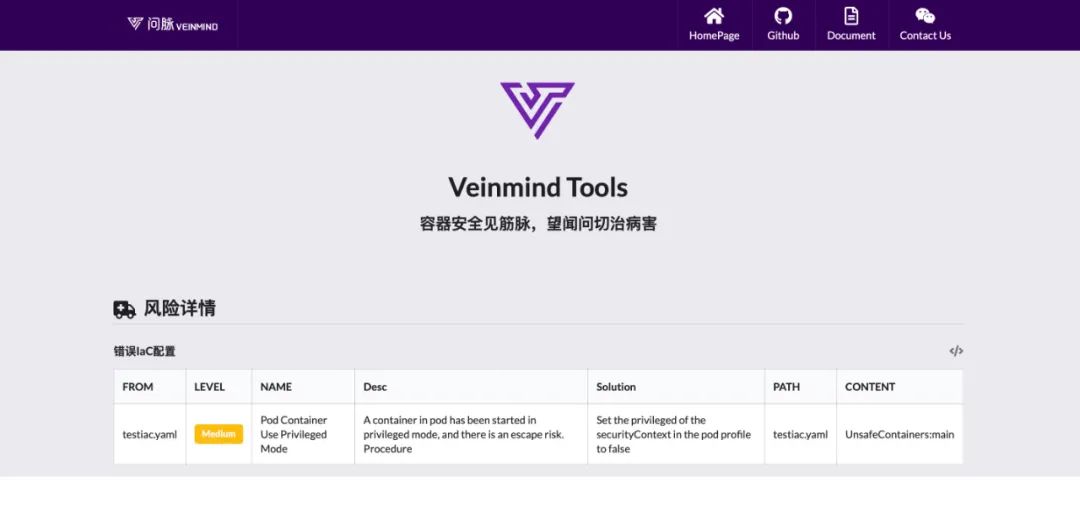 问脉 VEINMIND
HomePage
Github
Document
Contact Us
Veinmind Tools
容器安全见筋脉，望闻问切治病害
风险详情
错误IaC配置
</>
FROM LEVEL NAME Desc Solution PATH CONTENT
testiac.yaml
Medium
Pod Container
Use Privileged
Mode
A container in pod has been started in
privileged mode, and there is an escape risk.
Procedure
Set the privileged of the
securityContext in the pod profile
to false
testiac.yaml
UnsafeContainers:main